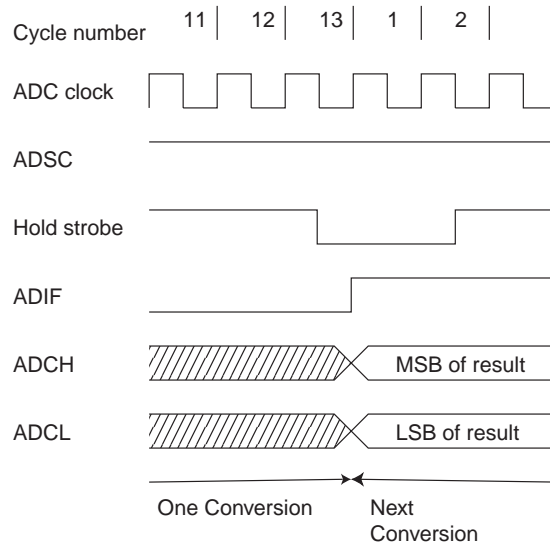 Cycle number 11 12 13 1 2
ADC clock
ADSC
Hold strobe
ADIF
ADCH MSB of result
ADCL LSB of result
One Conversion Next
Conversion